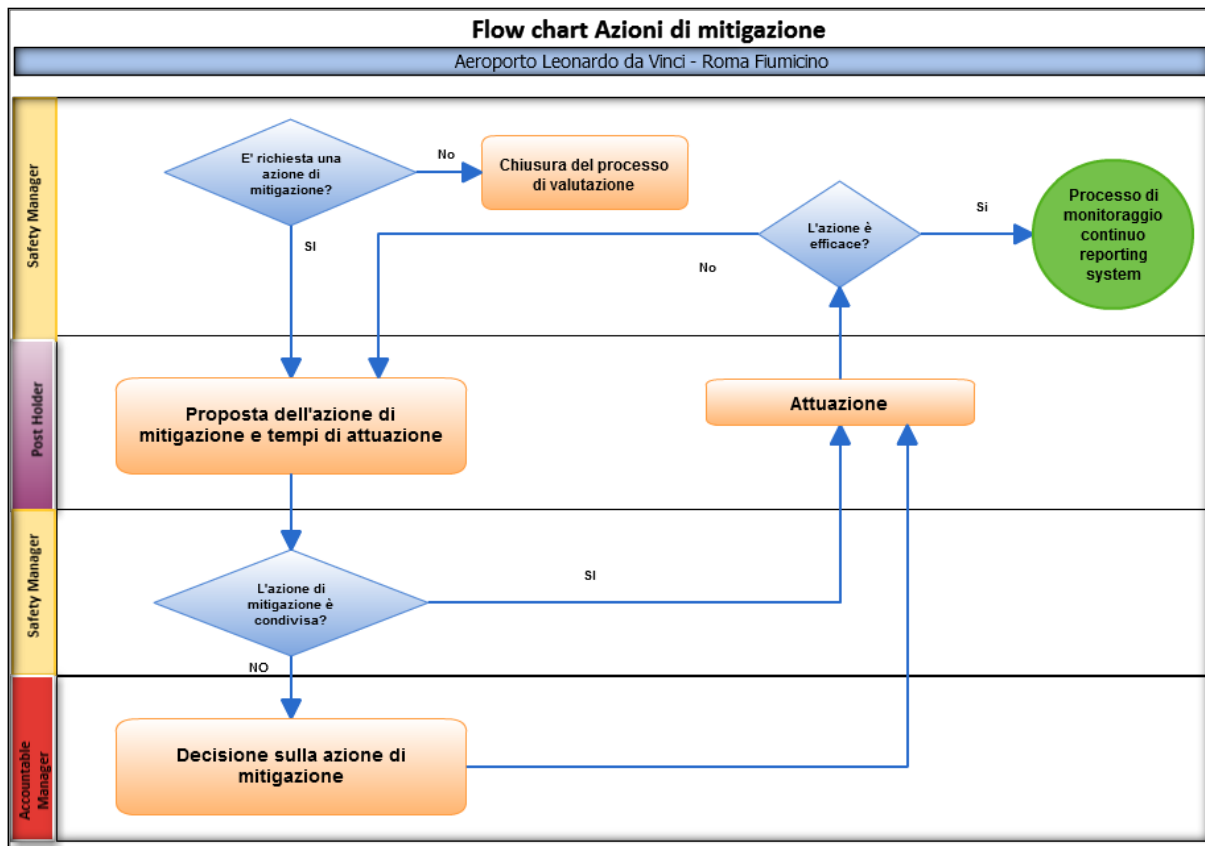 Flow chart Azioni di mitigazione
Aeroporto Leonardo da Vinci - Roma Fiumicino
Safety Manager
E' richiesta una
azione di
mitigazione?
No
Chiusura del processo
di valutazione
SI
L'azione è
efficace?
Si
No
Processo di
monitoraggio
continuo
reporting
system
Post Holder
Proposta dell'azione di
mitigazione e tempi di attuazione
Attuazione
Safety Manager
L'azione di
mitigazione è
condivisa?
SI
NO
Accountable
Manager
Decisione sulla azione di
mitigazione